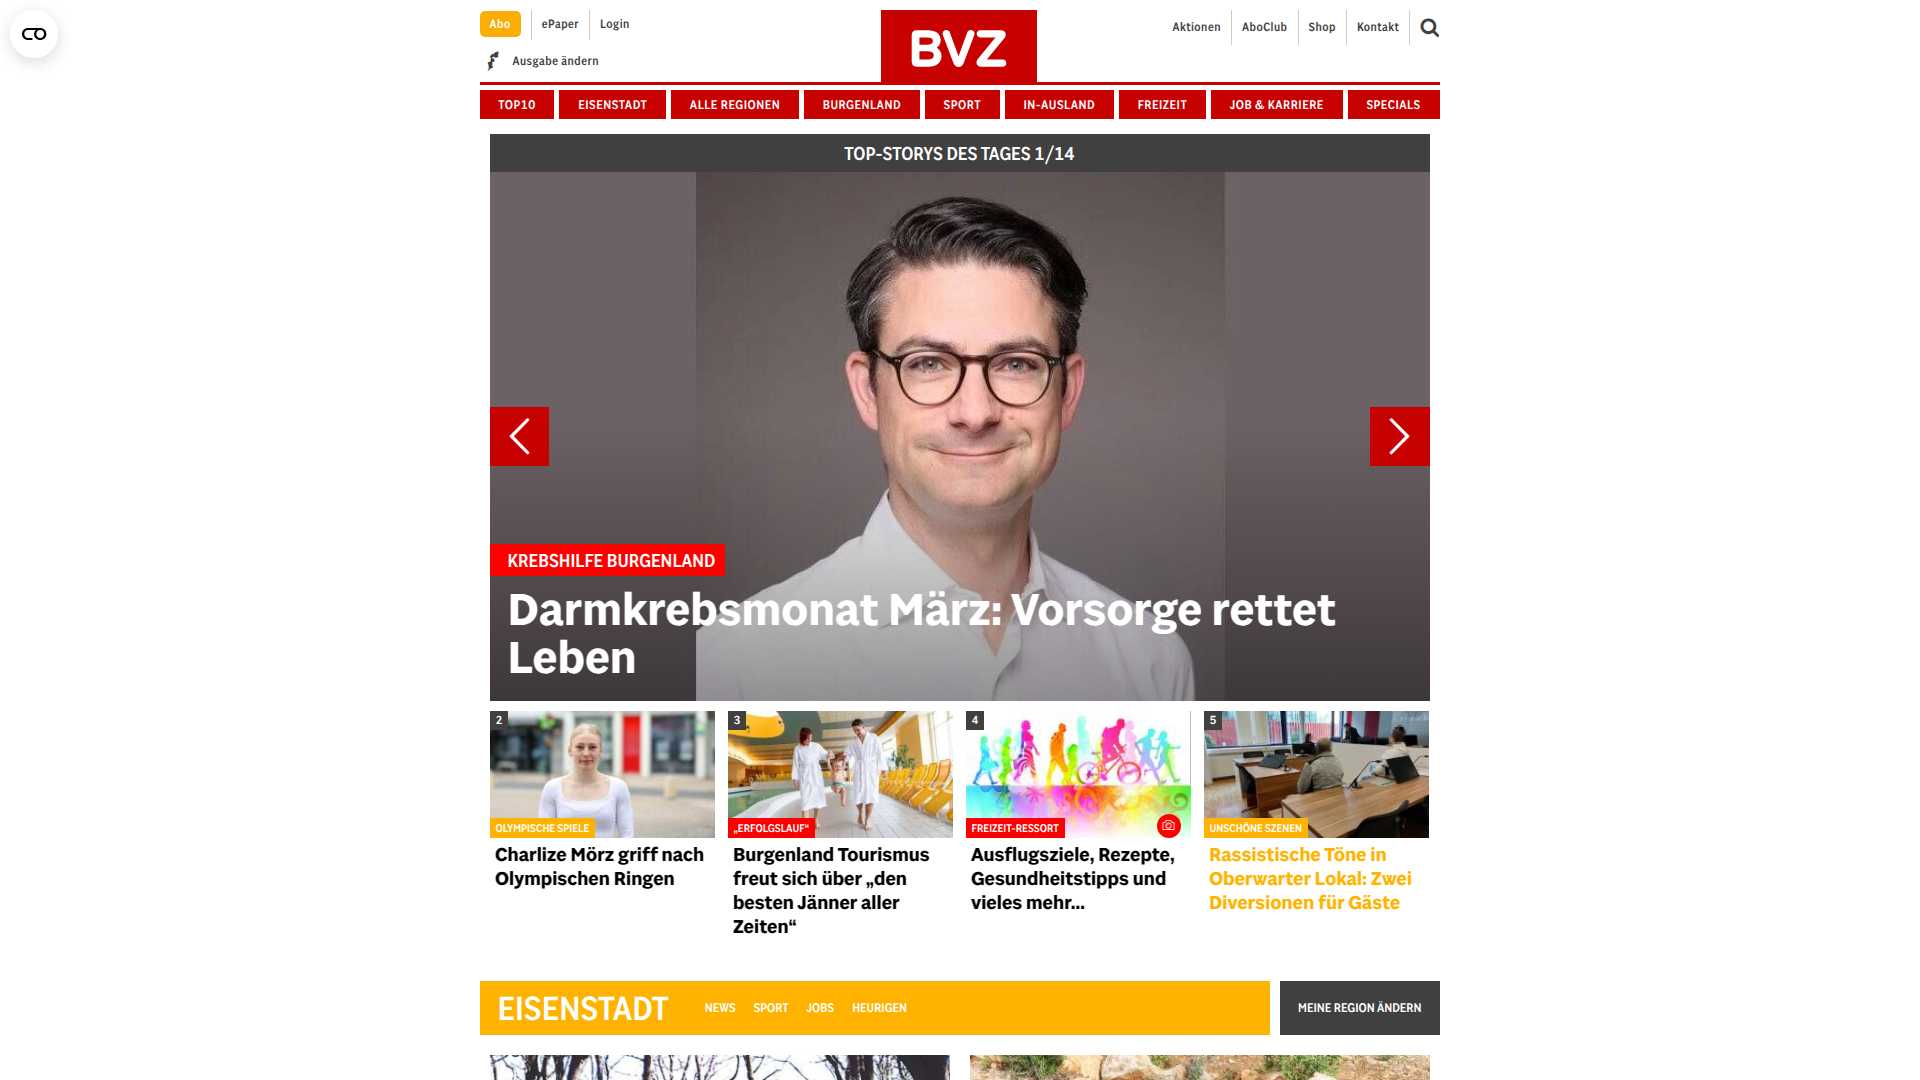 Abo
ePaper
Login
Ausgabe ändern
BVZ
Aktionen
AboClub
Shop
Kontakt
TOP10
EISENSTADT
ALLE REGIONEN
BURGENLAND
SPORT
IN-AUSLAND
FREIZEIT
JOB & KARRIERE
SPECIALS
TOP-STORYS DES TAGES 1/14
KREBSHILFE BURGENLAND
Darmkrebsmonat März: Vorsorge rettet
Leben
2
OLYMPISCHE SPIELE
Charlize Mörz griff nach
Olympischen Ringen
3
„ERFOLGSLAUF“
Burgenland Tourismus
freut sich über „den
besten Jänner aller
Zeiten“
4
FREIZEIT-RESSORT
Ausflugsziele, Rezepte,
Gesundheitstipps und
vieles mehr...
5
UNSCHÖNE SZENEN
Rassistische Töne in
Oberwarter Lokal: Zwei
Diversionen für Gäste
EISENSTADT
NEWS
SPORT
JOBS
HEURIGEN
MEINE REGION ÄNDERN